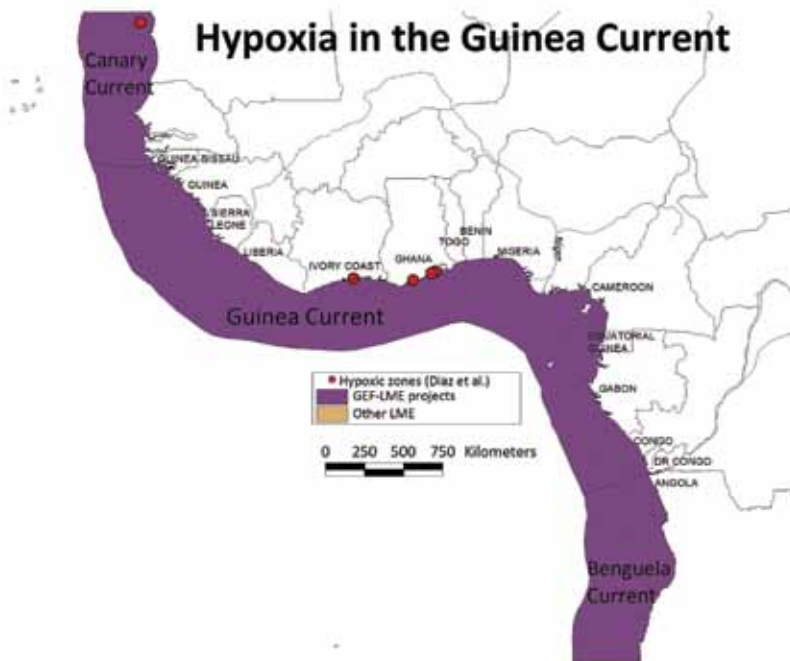 Hypoxia in the Guinea Current
Canary
Current
GUINEA-BISSAU
GUINEA
SIERRA
LEONE
LIBERIA
IVORY COAST
GHANA
TOGO
BENIN
NIGERIA
CAMEROON
Guinea Current
EQUATORIAL
GUINEA
GABON
Hypoxic zones (Diaz et al.)
GEF-LME projects
Other LME
0 250 500 750 Kilometers
CONGO
DR CONGO
ANGOLA
Benguela
Current